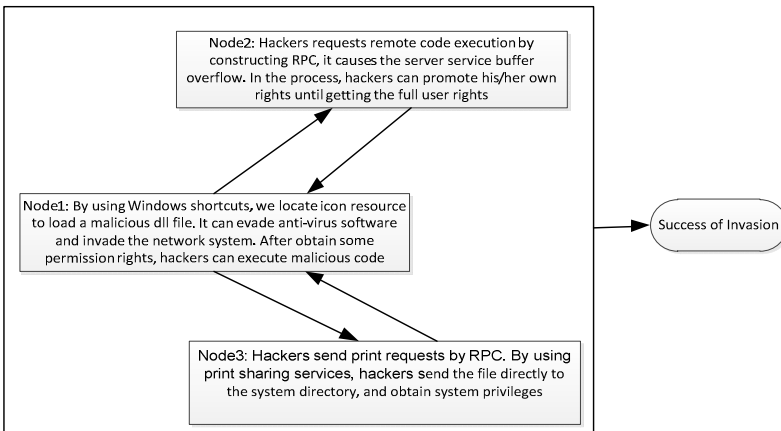 Node2: Hackers requests remote code execution by
constructing RPC, it causes the server service buffer
overflow. In the process, hackers can promote his/her own
rights until getting the full user rights
Node1: By using Windows shortcuts, we locate icon resource
to load a malicious dll file. It can evade anti-virus software
and invade the network system. After obtain some
permission rights, hackers can execute malicious code
Success of Invasion
Node3: Hackers send print requests by RPC. By using
print sharing services, hackers send the file directly to
the system directory, and obtain system privileges